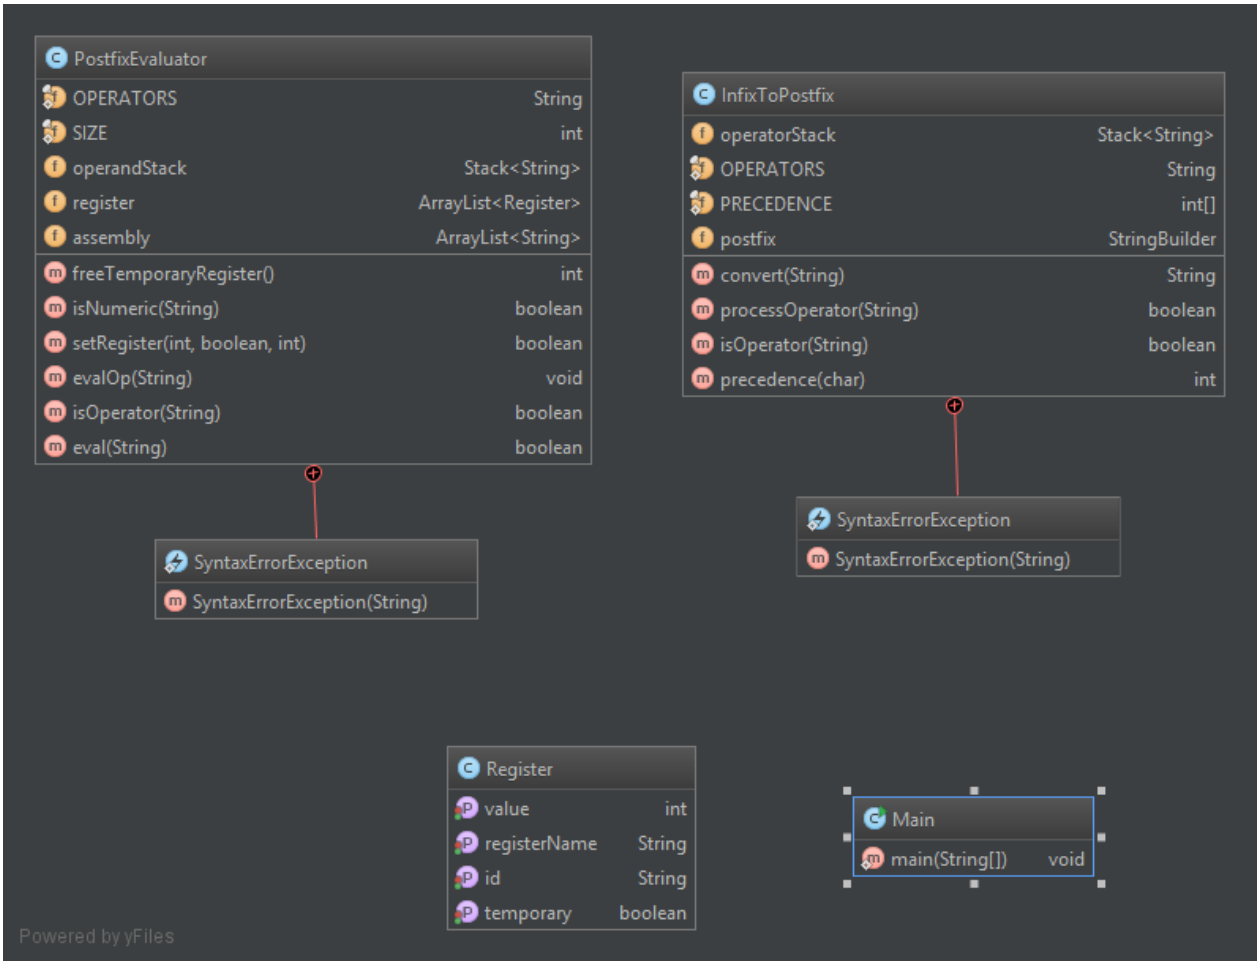 PostfixEvaluator
OPERATORS String
SIZE int
operandStack Stack<String>
register ArrayList<Register>
assembly ArrayList<String>
freeTemporaryRegister() int
isNumeric(String) boolean
setRegister(int, boolean, int) boolean
evalOp(String) void
isOperator(String) boolean
eval(String) boolean
InfixToPostfix
operatorStack Stack<String>
OPERATORS String
PRECEDENCE int[]
postfix StringBuilder
convert(String) String
processOperator(String) boolean
isOperator(String) boolean
precedence(char) int
SyntaxErrorException
SyntaxErrorException(String)
SyntaxErrorException
SyntaxErrorException(String)
Register
value int
registerName String
id String
temporary boolean
Main
main(String[]) void
Powered by yFiles